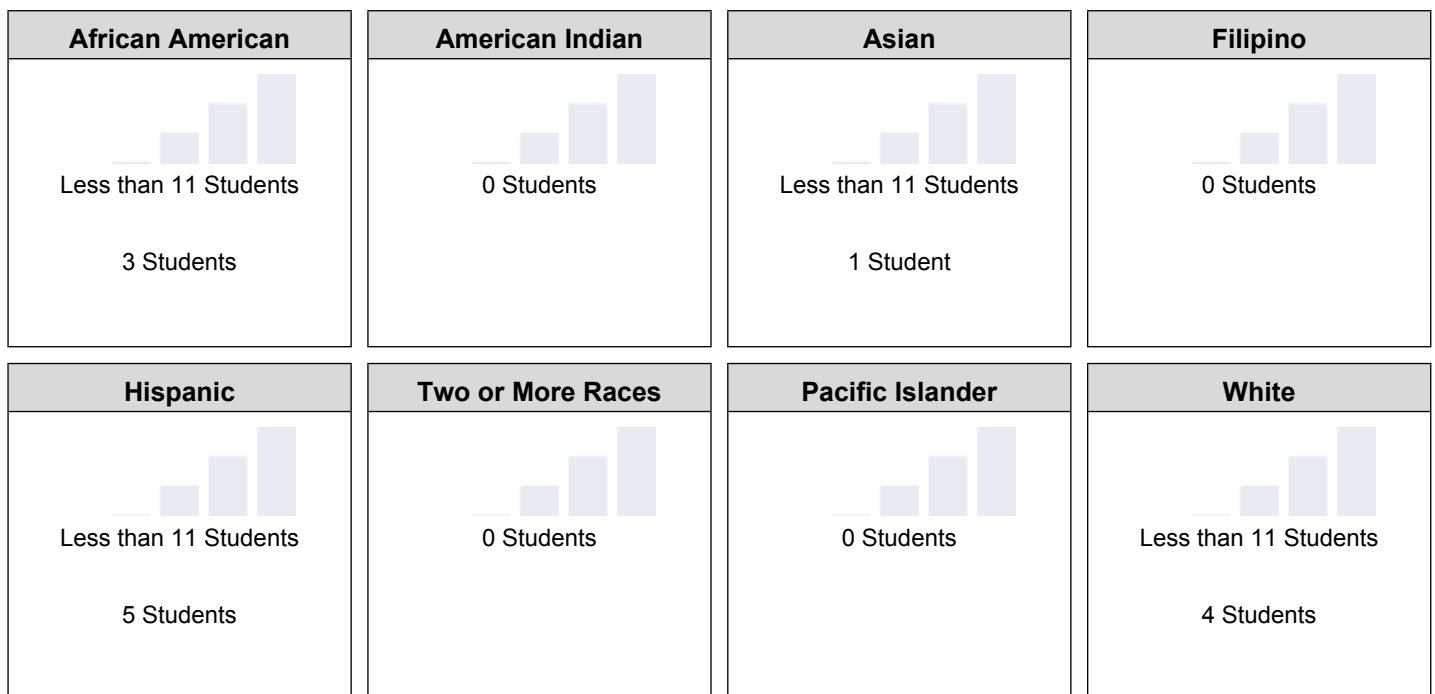 African American
American Indian
Asian
Filipino
Less than 11 Students
0 Students
Less than 11 Students
0 Students
3 Students
1 Student
Hispanic
Two or More Races
Pacific Islander
White
Less than 11 Students
0 Students
0 Students
Less than 11 Students
5 Students
4 Students